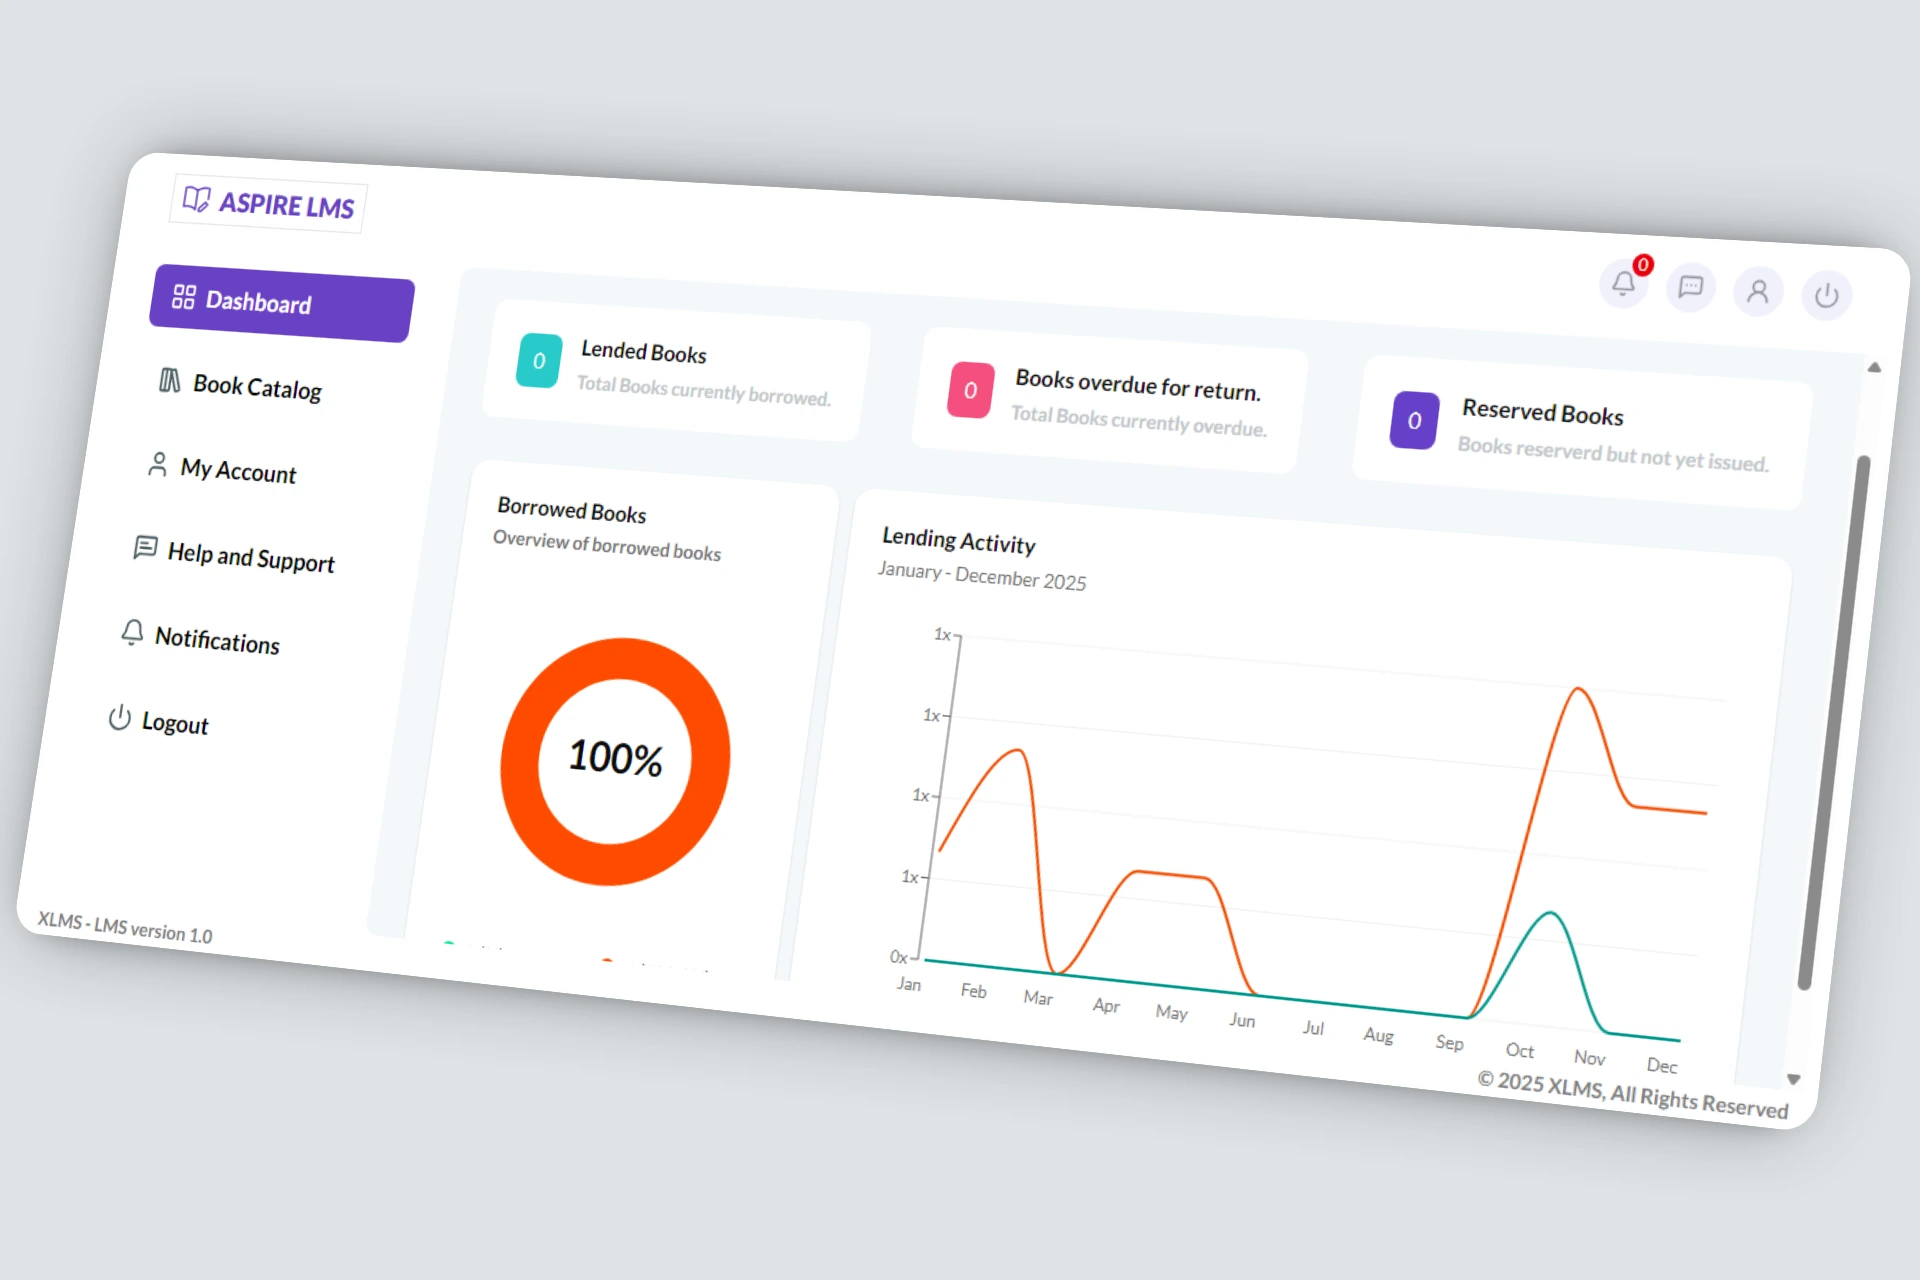 ASPIRE LMS
0
Dashboard
Book Catalog
My Account
Help and Support
Notifications
Logout
XLMS - LMS version 1.0
0
Lended Books
Total Books currently borrowed.
0
Books overdue for return.
Total Books currently overdue.
0
Reserved Books
Books reserverd but not yet issued.
Borrowed Books
Overview of borrowed books
100%
Lending Activity
January - December 2025
1x
1x
1x
1x
0x
Jan Feb Mar Apr May Jun Jul Aug Sep Oct Nov Dec
© 2025 XLMS, All Rights Reserved